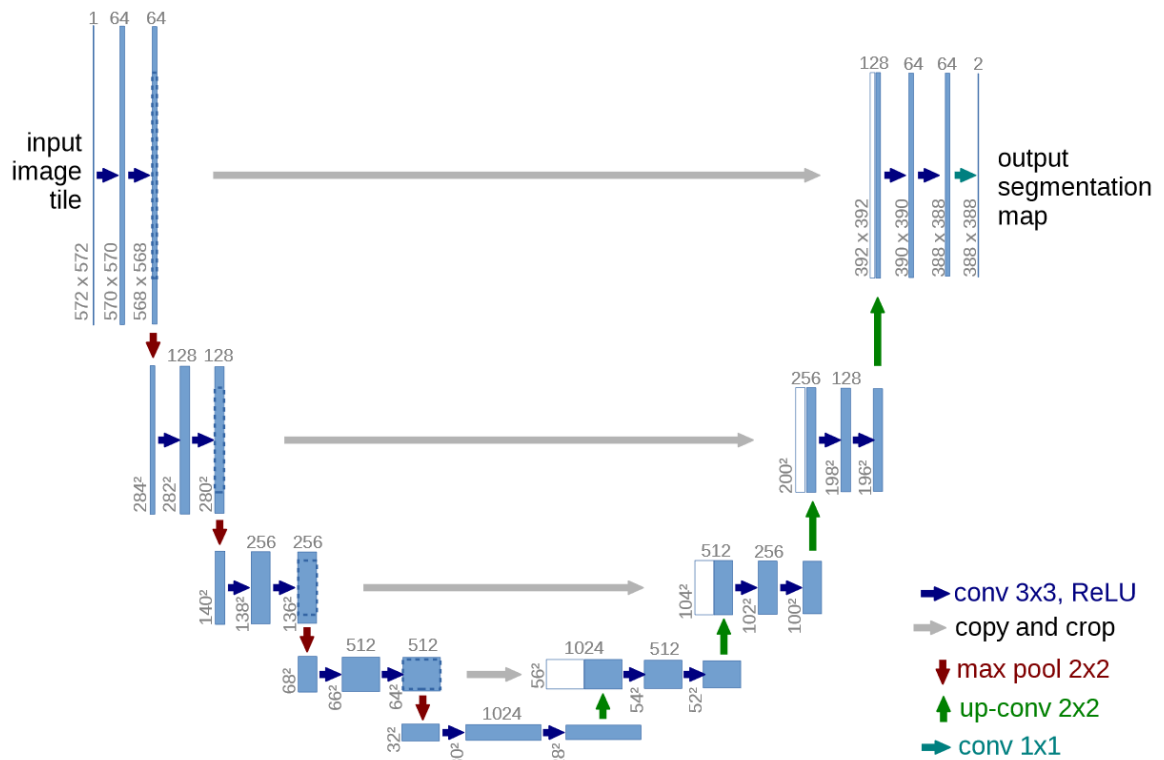 1 64 64
128 64 64 2
input
image
tile
output
segmentation
map
572 x 572
570 x 570
568 x 568
392 x 392
390 x 390
388 x 388
388 x 388
128 128
256 128
284²
282²
280²
200²
198²
196²
256 256
512 256
140²
138²
136²
104²
102²
100²
512 512
1024 512
68²
66²
64²
56²
54²
52²
1024
32²
conv 3x3, ReLU
copy and crop
max pool 2x2
up-conv 2x2
conv 1x1